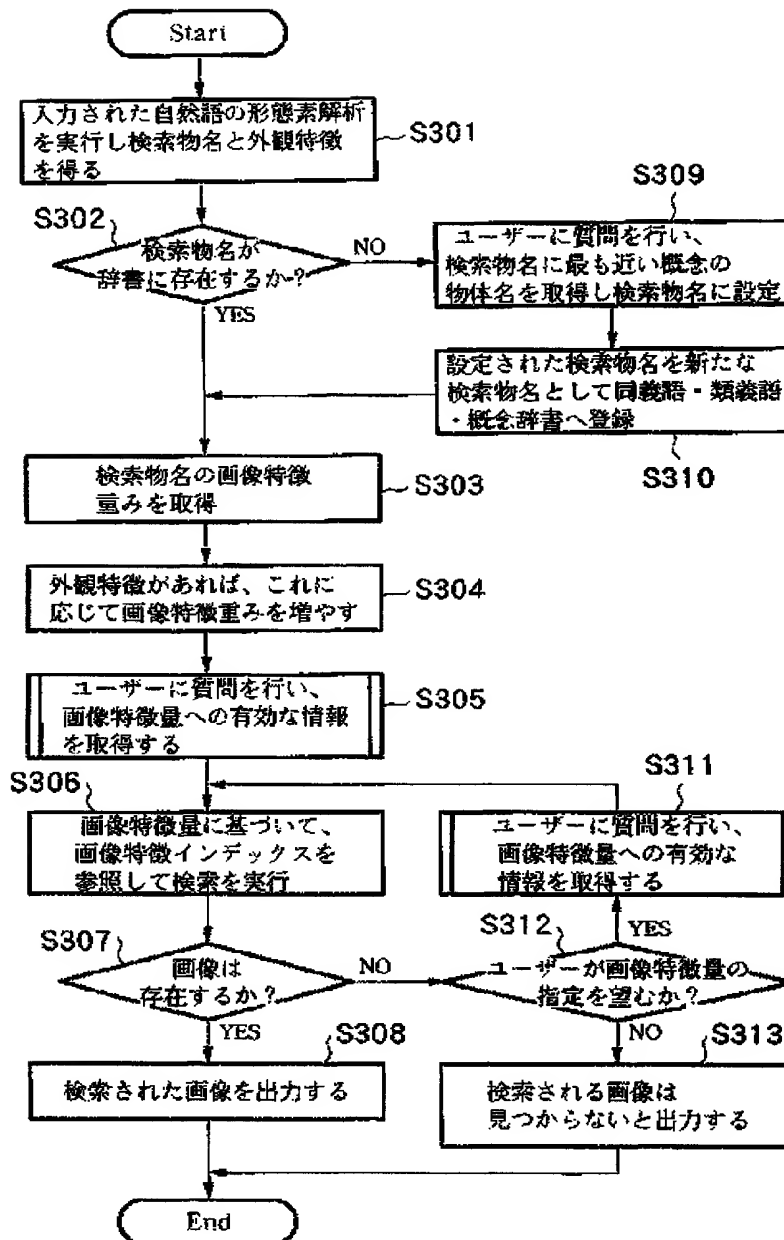 Start
入力された自然語の形態素解析
を実行し検索物名と外観特徴
を得る
S301
S302
検索物名が
辞書に存在するか?
NO
YES
S309
ユーザーに質問を行い、
検索物名に最も近い概念の
物体名を取得し検索物名に設定
設定された検索物名を新たな
検索物名として同義語・類義語
・概念辞書へ登録
S310
検索物名の画像特徴
重みを取得
S303
外観特徴があれば、これに
応じて画像特徴重みを増やす
S304
ユーザーに質問を行い、
画像特徴量への有効な情報
を取得する
S305
S306
画像特徴量に基づいて、
画像特徴インデックスを
参照して検索を実行
S311
ユーザーに質問を行い、
画像特徴量への有効な
情報を取得する
S307
画像は
存在するか?
NO
YES
S312
YES
ユーザーが画像特徴量の
指定を望むか?
NO
S308
検索された画像を出力する
S313
検索される画像は
見つからないと出力する
End